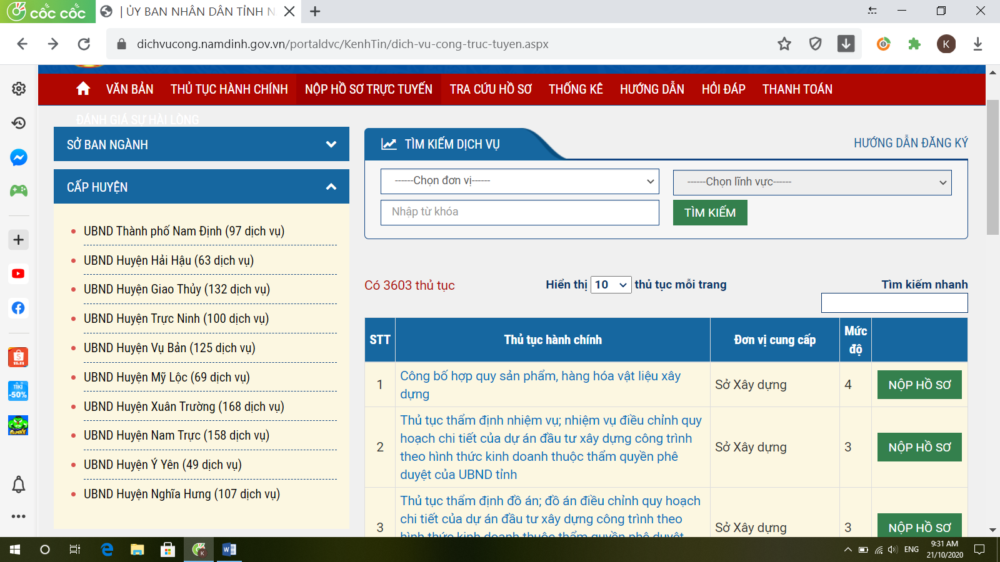 cốc cốc
| ỦY BAN NHÂN DÂN TỈNH N
dichvucong.namdinh.gov.vn/portaldvc/KenhTin/dich-vu-cong-truc-tuyen.aspx
K
VĂN BẢN
THỦ TỤC HÀNH CHÍNH
NỘP HỒ SƠ TRỰC TUYẾN
TRA CỨU HỒ SƠ
THỐNG KÊ
HƯỚNG DẪN
HỎI ĐÁP
THANH TOÁN
ĐÁNH GIÁ SỰ HÀI LÒNG
SỞ BAN NGÀNH
CẤP HUYỆN
UBND Thành phố Nam Định (97 dịch vụ)
UBND Huyện Hải Hậu (63 dịch vụ)
UBND Huyện Giao Thủy (132 dịch vụ)
UBND Huyện Trực Ninh (100 dịch vụ)
UBND Huyện Vụ Bản (125 dịch vụ)
UBND Huyện Mỹ Lộc (69 dịch vụ)
UBND Huyện Xuân Trường (168 dịch vụ)
UBND Huyện Nam Trực (158 dịch vụ)
UBND Huyện Ý Yên (49 dịch vụ)
UBND Huyện Nghĩa Hưng (107 dịch vụ)
TÌM KIẾM DỊCH VỤ
HƯỚNG DẪN ĐĂNG KÝ
------Chọn đơn vị------
------Chọn lĩnh vực------
Nhập từ khóa
TÌM KIẾM
Có 3603 thủ tục
Hiển thị 10 thủ tục mỗi trang
Tìm kiếm nhanh
STT
Thủ tục hành chính
Đơn vị cung cấp
Mức
độ
1
Công bố hợp quy sản phẩm, hàng hóa vật liệu xây
dựng
Sở Xây dựng
4
NỘP HỒ SƠ
2
Thủ tục thẩm định nhiệm vụ; nhiệm vụ điều chỉnh quy
hoạch chi tiết của dự án đầu tư xây dựng công trình
theo hình thức kinh doanh thuộc thẩm quyền phê
duyệt của UBND tỉnh
Sở Xây dựng
3
NỘP HỒ SƠ
3
Thủ tục thẩm định đồ án; đồ án điều chỉnh quy hoạch
chi tiết của dự án đầu tư xây dựng công trình theo
hình thức kinh doanh thuộc thẩm quyền phê duyệt
Sở Xây dựng
3
NỘP HỒ SƠ
S
11.11
TIKI
-50%
ENG
9:31 AM
21/10/2020